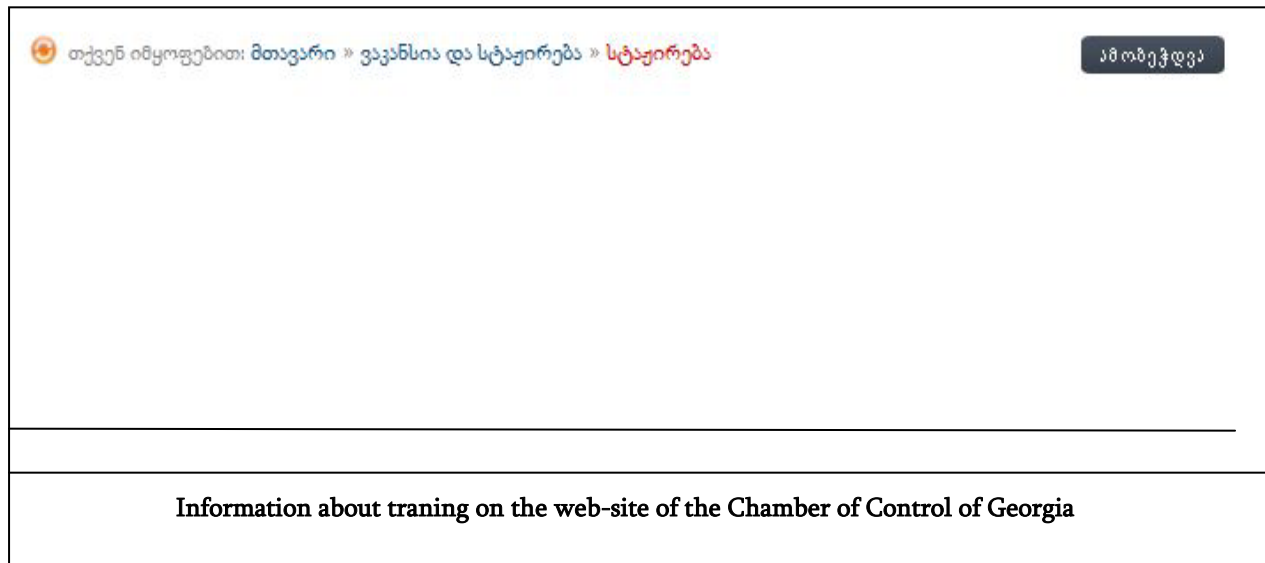 თქვენ იმყოფებით: მთავარი » ვაკანსია და სტაჟირება » სტაჟირება
ამობეჭდვა
Information about traning on the web-site of the Chamber of Control of Georgia